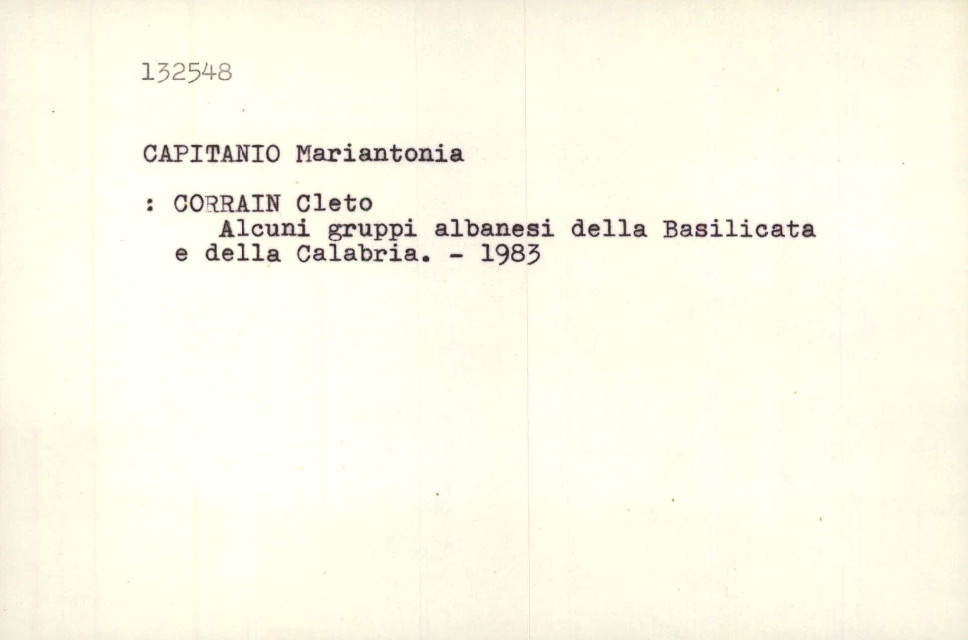 132548
CAPITANIO Mariantonia
: CORRAIN Cleto
Alcuni gruppi albanesi della Basilicata
e della Calabria. - 1983